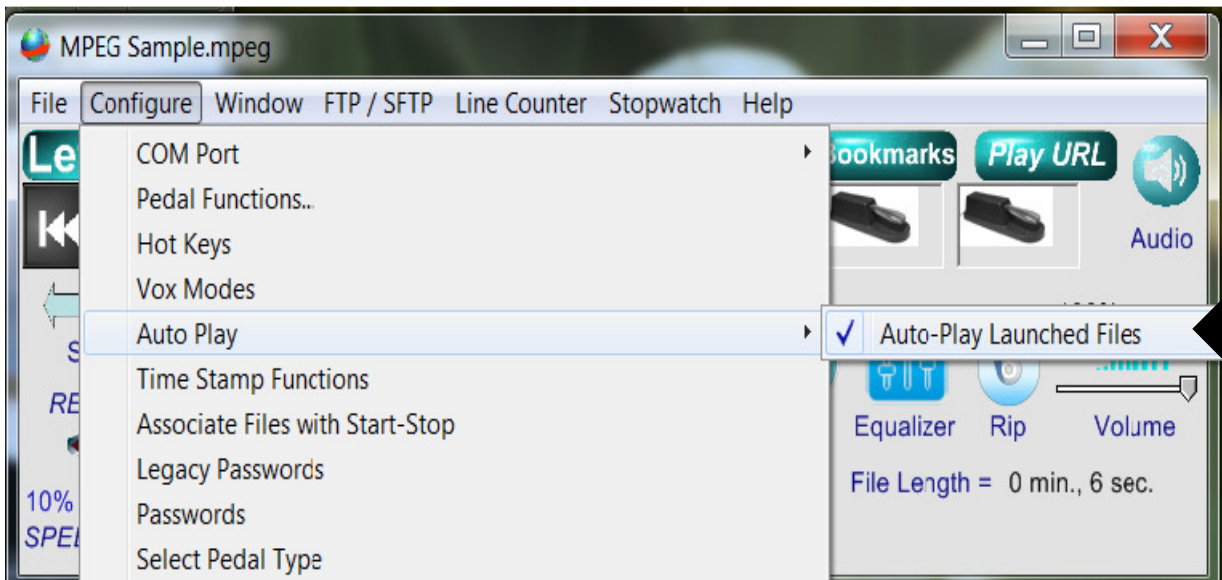 MPEG Sample.mpeg
File Configure Window FTP / SFTP Line Counter Stopwatch Help
COM Port
Pedal Functions...
Hot Keys
Vox Modes
Auto Play
Time Stamp Functions
Associate Files with Start-Stop
Legacy Passwords
Passwords
Select Pedal Type
Play URL
Audio
Auto-Play Launched Files
Equalizer Rip Volume
File Length = 0 min., 6 sec.
10%